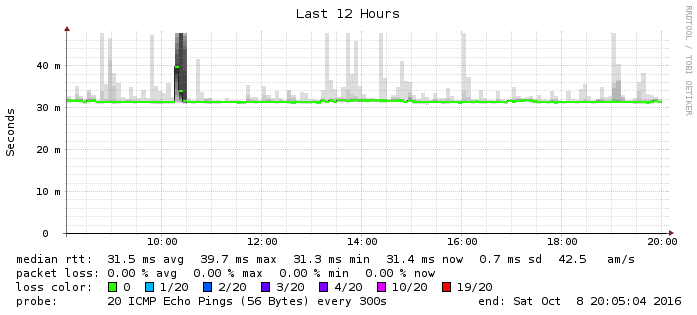 Last 12 Hours
RRDTOOL / TOBI OETIKER
Seconds
40 m
30 m
20 m
10 m
0
10:00 12:00 14:00 16:00 18:00 20:00
median rtt: 31.5 ms avg 39.7 ms max 31.3 ms min 31.4 ms now 0.7 ms sd 42.5 am/s
packet loss: 0.00 % avg 0.00 % max 0.00 % min 0.00 % now
loss color: 0 1/20 2/20 3/20 4/20 10/20 19/20
probe: 20 ICMP Echo Pings (56 Bytes) every 300s end: Sat Oct 8 20:05:04 2016